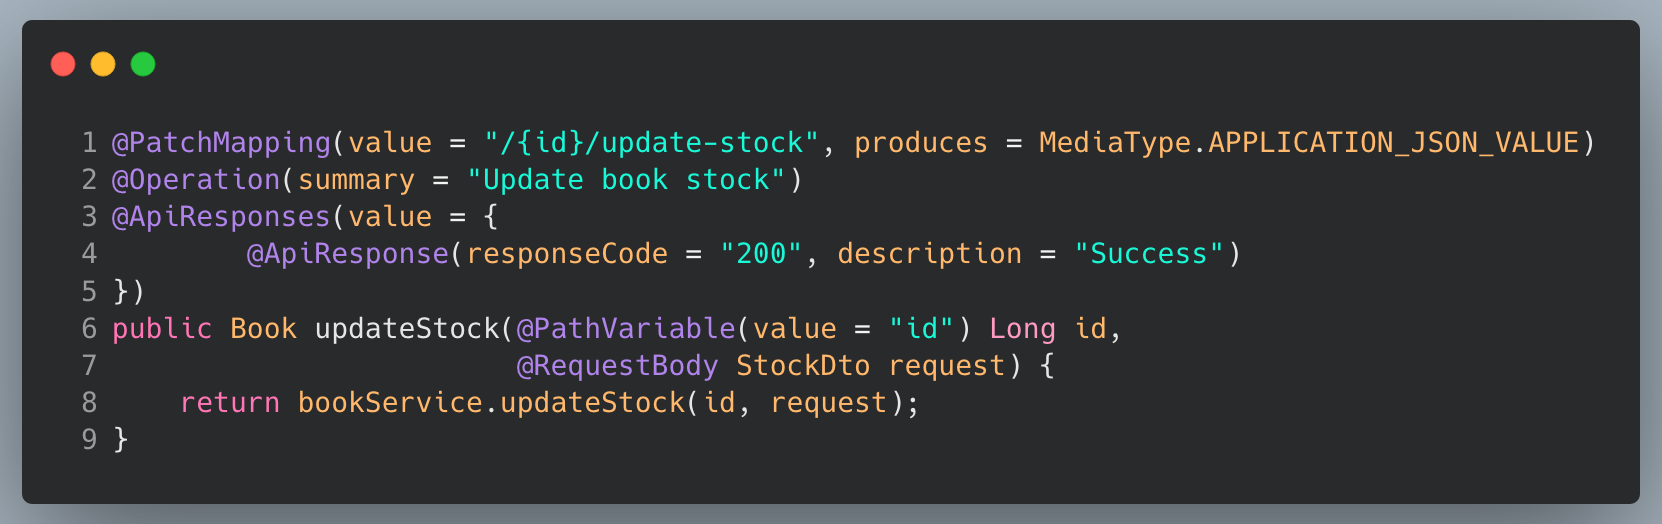 1 @PatchMapping(value = "/{id}/update-stock", produces = MediaType.APPLICATION_JSON_VALUE)
2 @Operation(summary = "Update book stock")
3 @ApiResponses(value = {
4         @ApiResponse(responseCode = "200", description = "Success")
5 })
6 public Book updateStock(@PathVariable(value = "id") Long id,
7                         @RequestBody StockDto request) {
8     return bookService.updateStock(id, request);
9 }